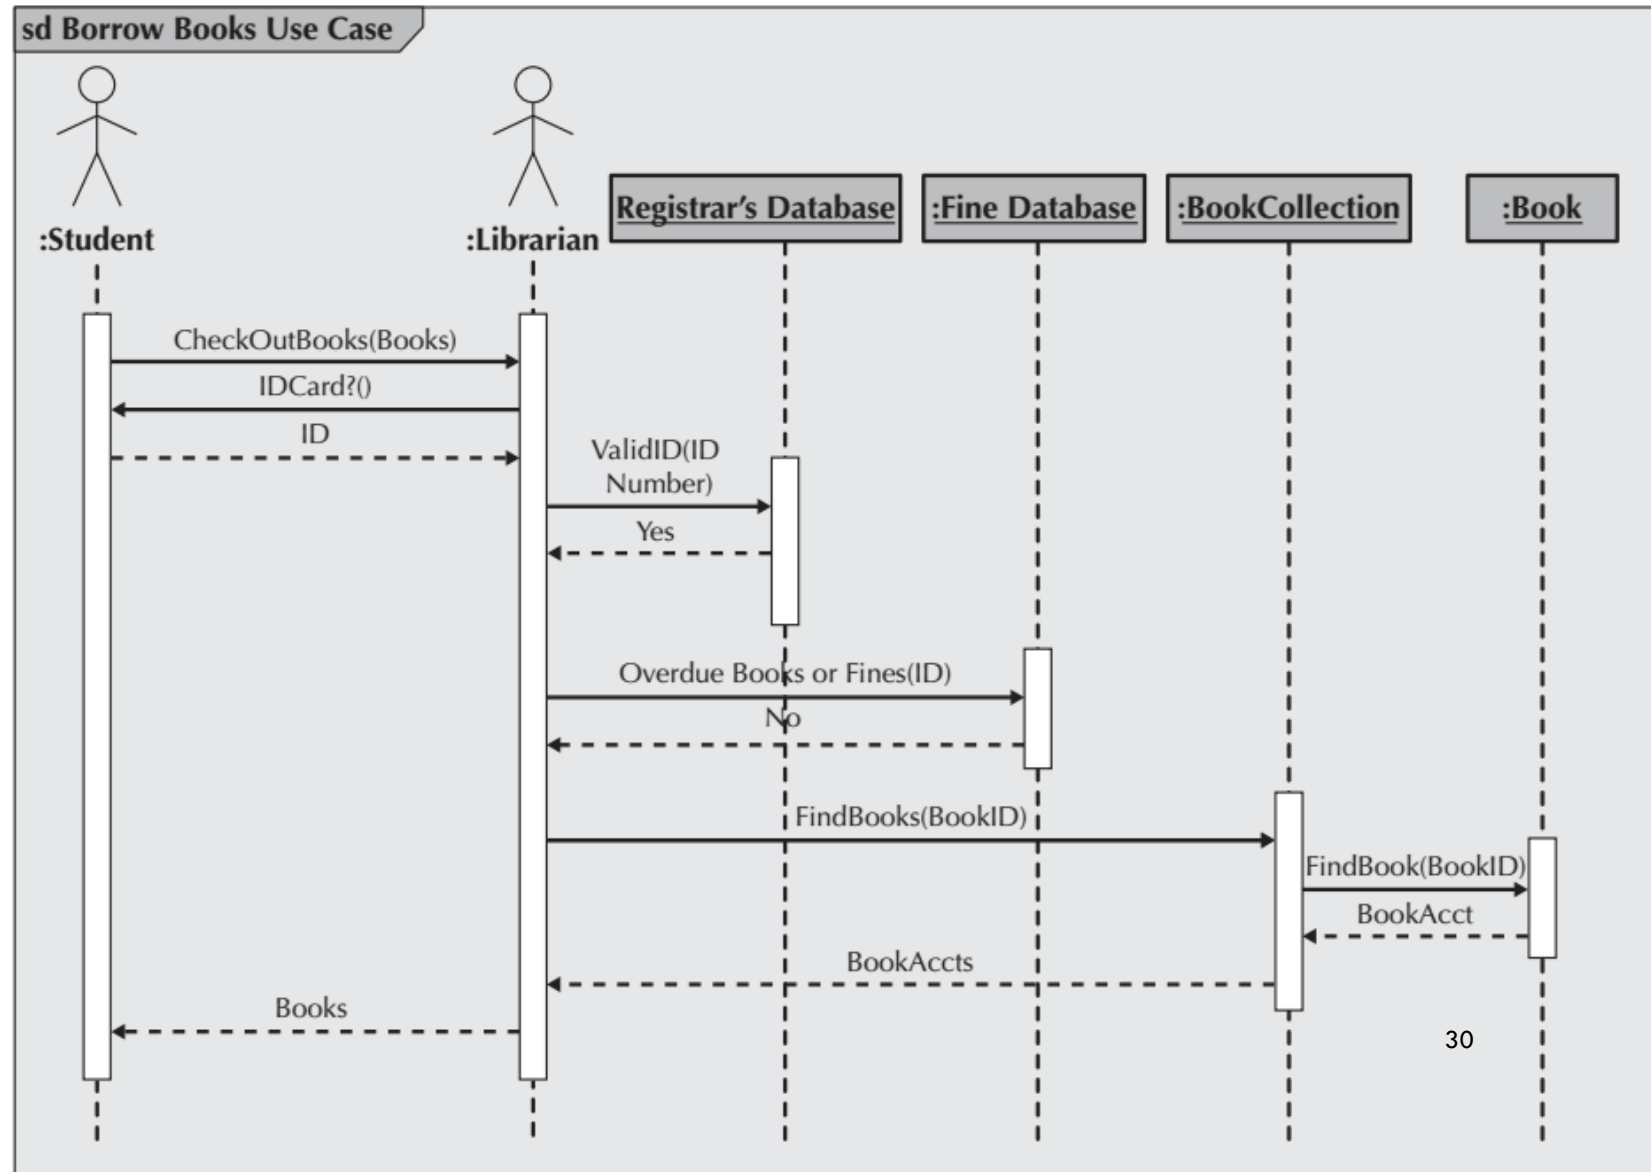 sd Borrow Books Use Case
:Student
:Librarian
Registrar’s Database
:Fine Database
:BookCollection
:Book
CheckOutBooks(Books)
IDCard?()
ID
ValidID(ID
Number)
Yes
Overdue Books or Fines(ID)
No
FindBooks(BookID)
FindBook(BookID)
BookAcct
BookAccts
Books
30